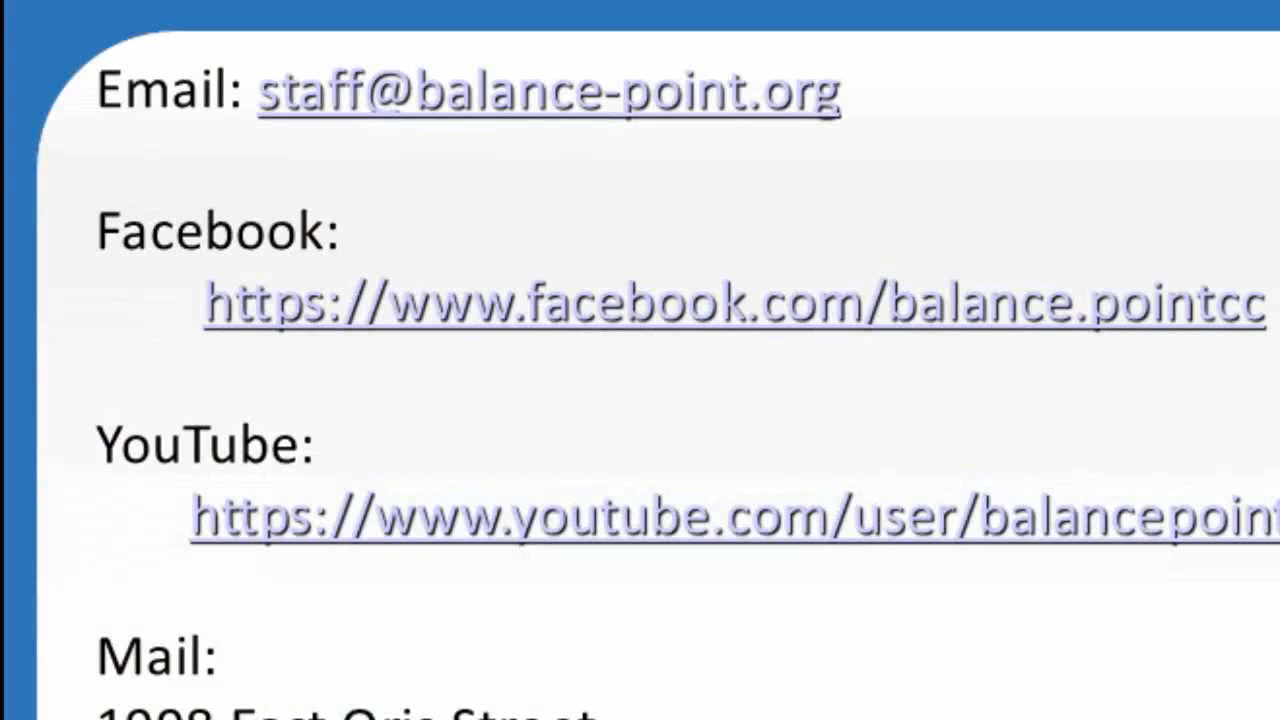 Email: staff@balance-point.org
Facebook:
https://www.facebook.com/balance.pointcc
YouTube:
https://www.youtube.com/user/balancepoint
Mail: